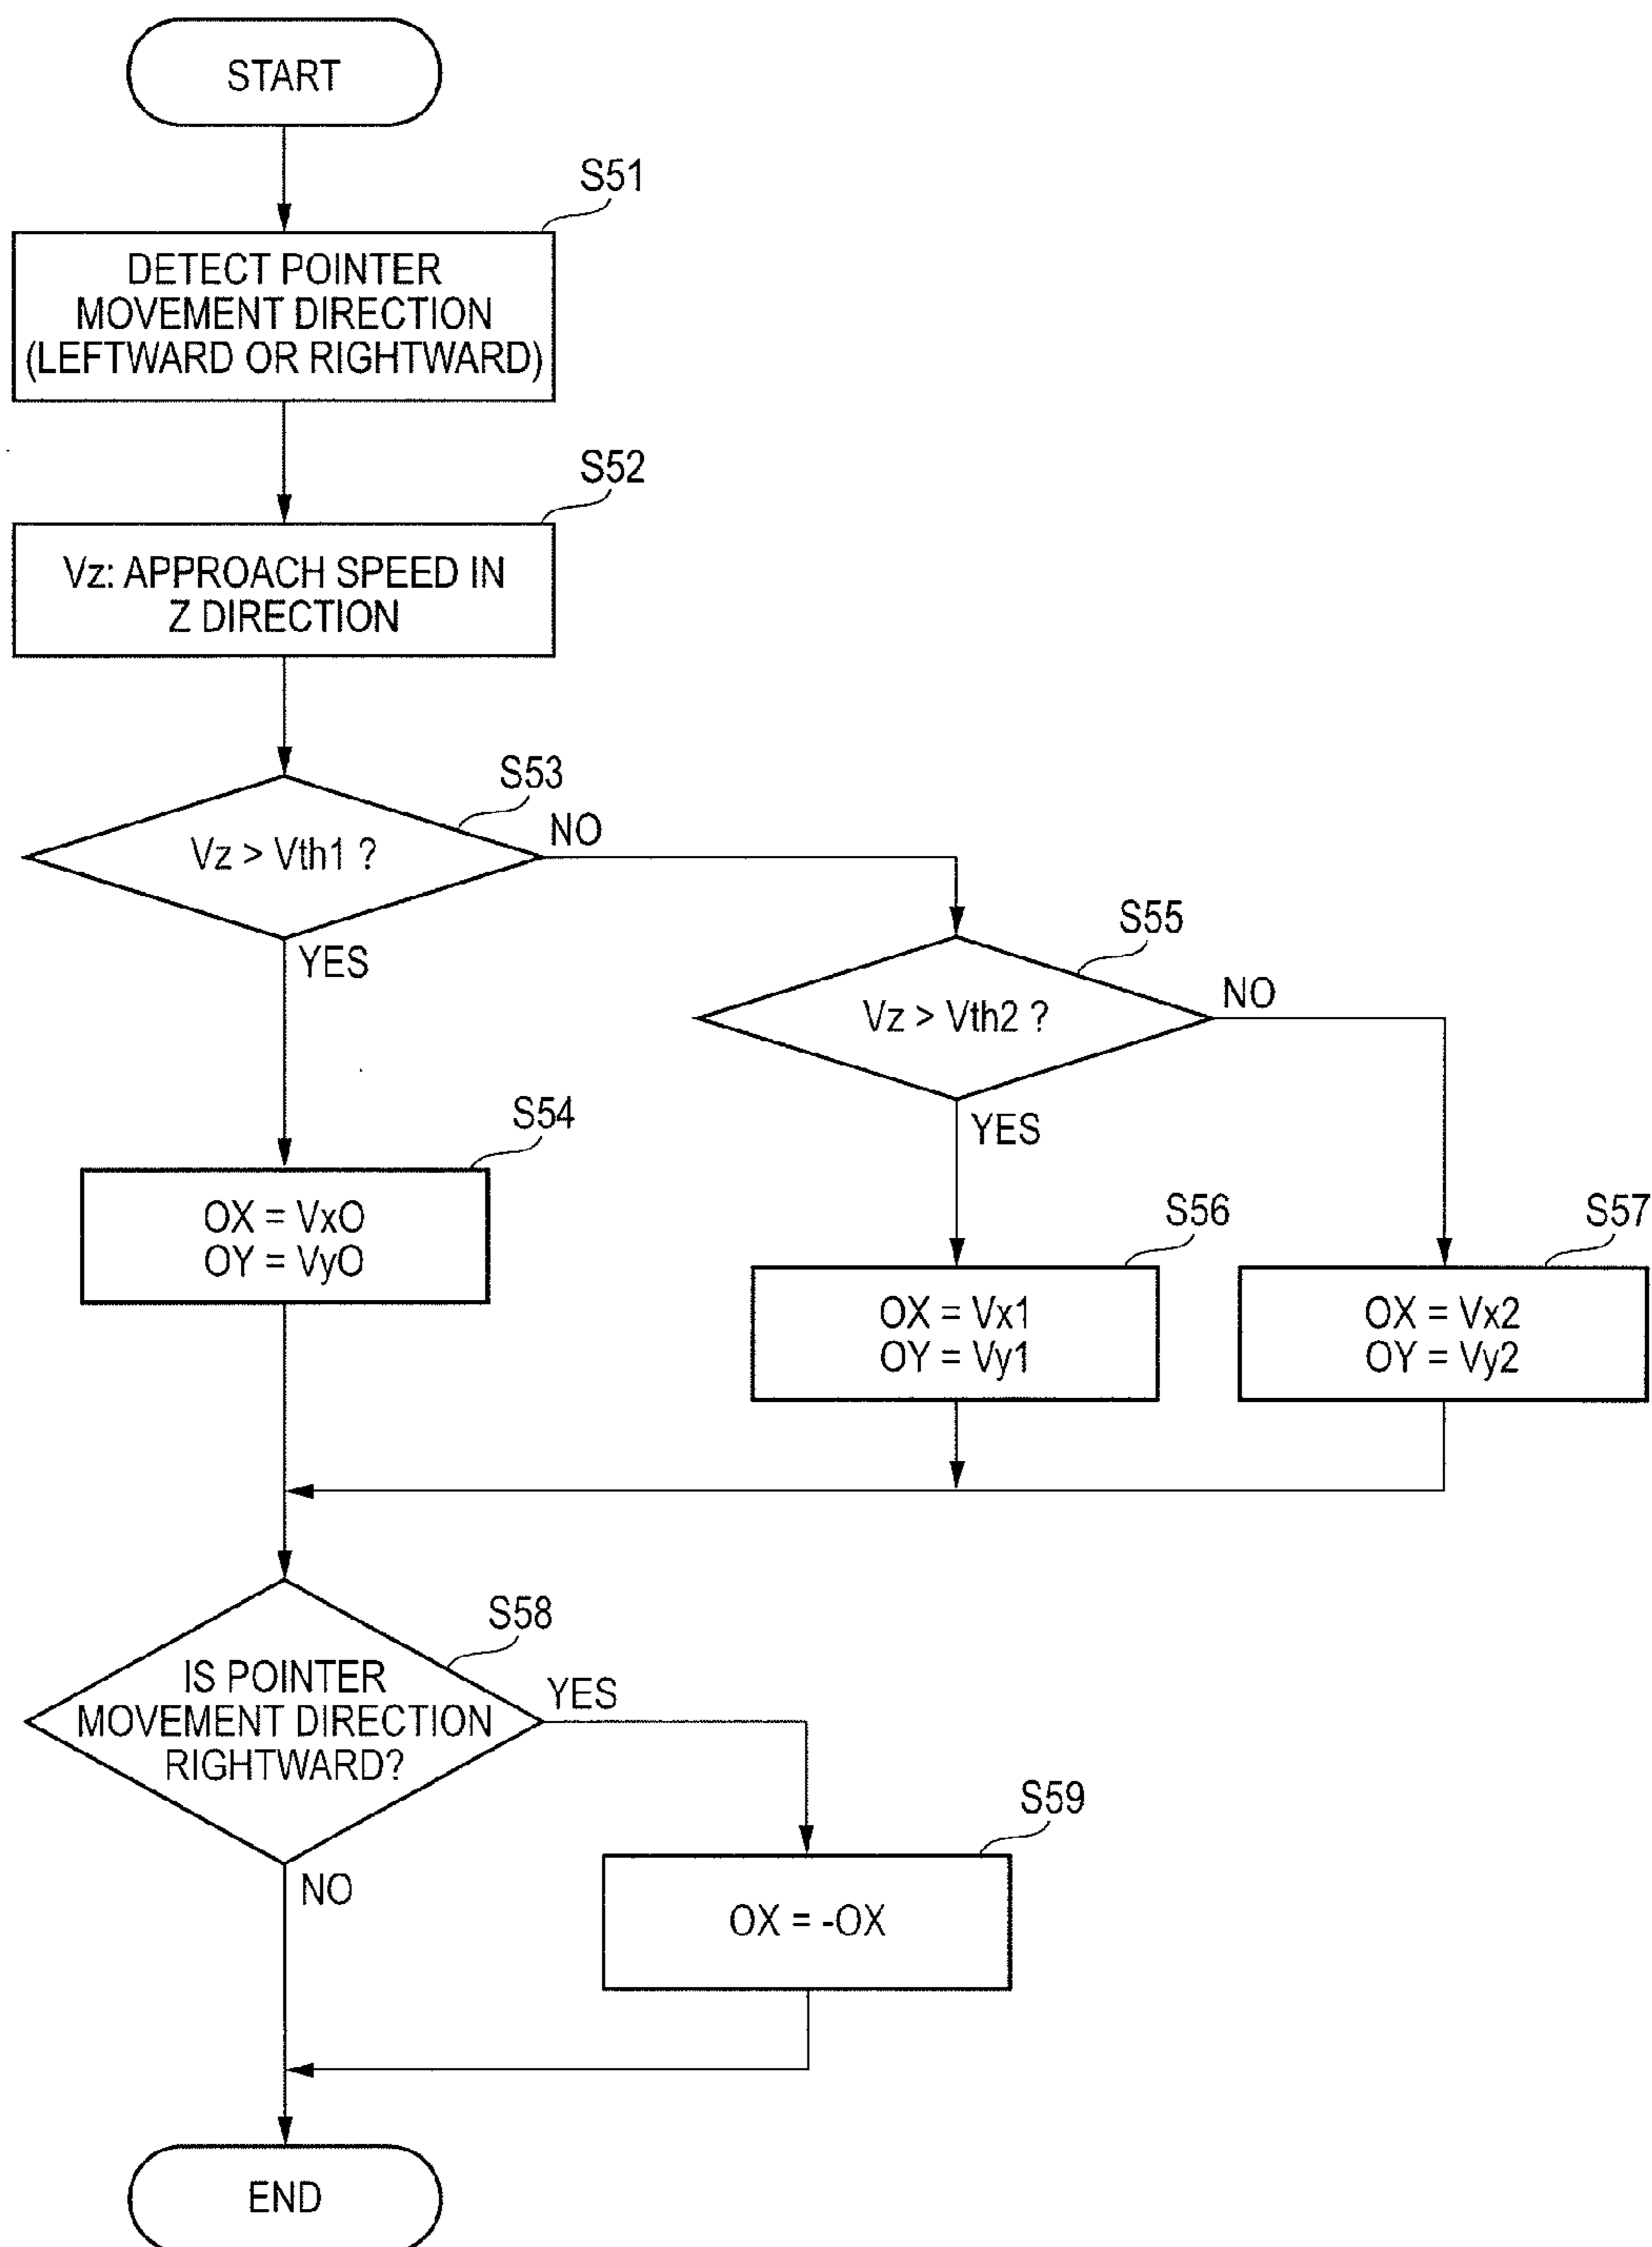 START
S51
DETECT POINTER
MOVEMENT DIRECTION
(LEFTWARD OR RIGHTWARD)
S52
Vz: APPROACH SPEED IN
Z DIRECTION
S53
Vz > Vth1 ?
NO
YES
S55
Vz > Vth2 ?
NO
YES
S54
OX = VxO
OY = VyO
S56
OX = Vx1
OY = Vy1
S57
OX = Vx2
OY = Vy2
S58
IS POINTER
MOVEMENT DIRECTION
RIGHTWARD?
YES
NO
S59
OX = -OX
END